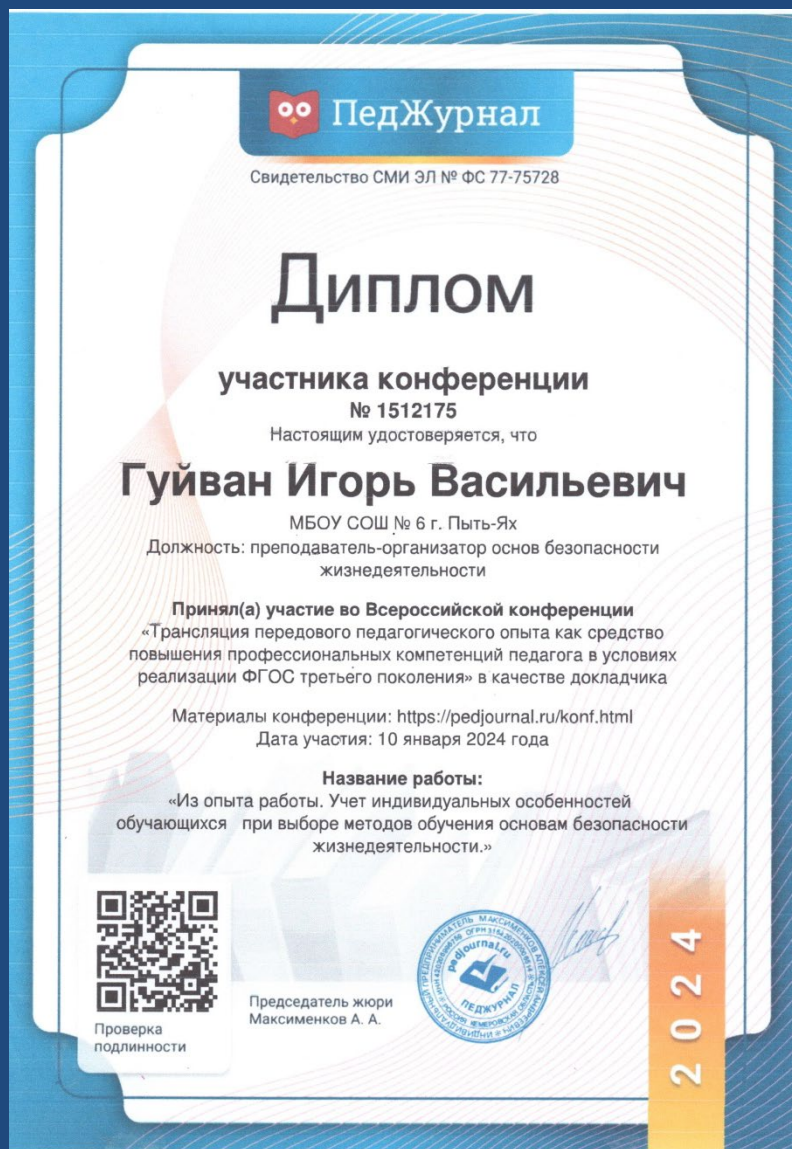 ПедЖурнал
Свидетельство СМИ ЭЛ № ФС 77-75728
Диплом
участника конференции
№ 1512175
Настоящим удостоверяется, что
Гуйван Игорь Васильевич
МБОУ СОШ № 6 г. Пыть-Ях
Должность: преподаватель-организатор основ безопасности
жизнедеятельности
Принял(а) участие во Всероссийской конференции
«Трансляция передового педагогического опыта как средство
повышения профессиональных компетенций педагога в условиях
реализации ФГОС третьего поколения» в качестве докладчика
Материалы конференции: https://pedjournal.ru/konf.html
Дата участия: 10 января 2024 года
Название работы:
«Из опыта работы. Учет индивидуальных особенностей
обучающихся при выборе методов обучения основам безопасности
жизнедеятельности.»
Проверка
подлинности
Председатель жюри
Максименков А. А.
pedjournal.ru
ПЕДЖУРНАЛ
2024